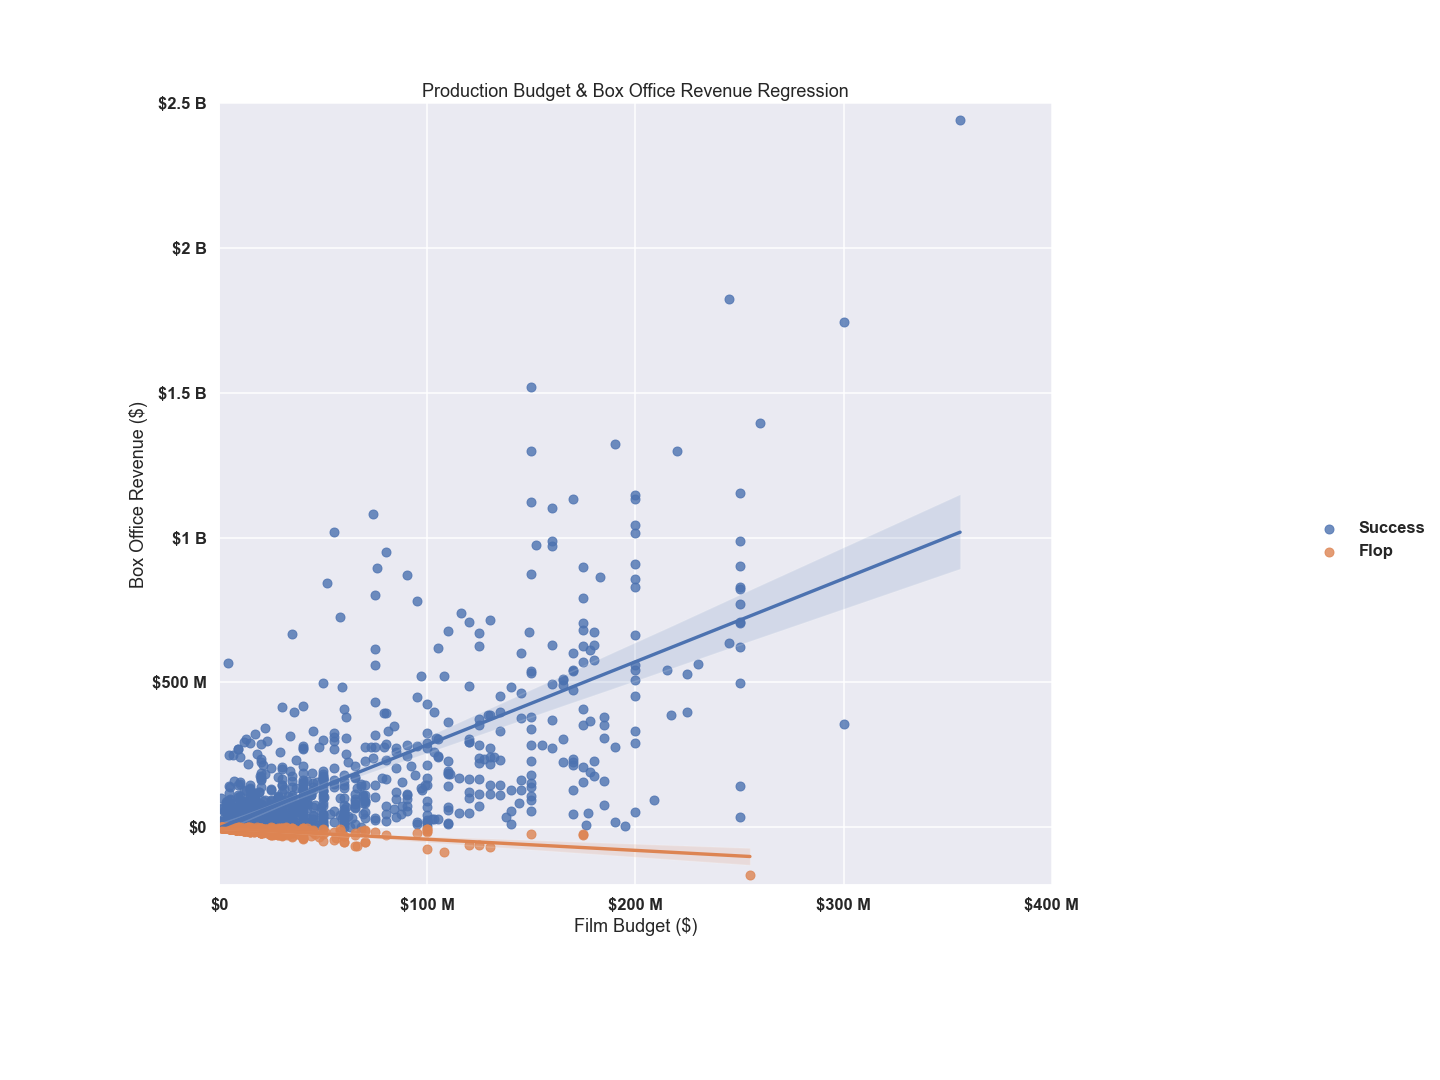 Production Budget & Box Office Revenue Regression
$2.5 B
$2 B
$1.5 B
$1 B
$500 M
$0
Box Office Revenue ($)
$0
$100 M
$200 M
$300 M
$400 M
Film Budget ($)
Success
Flop